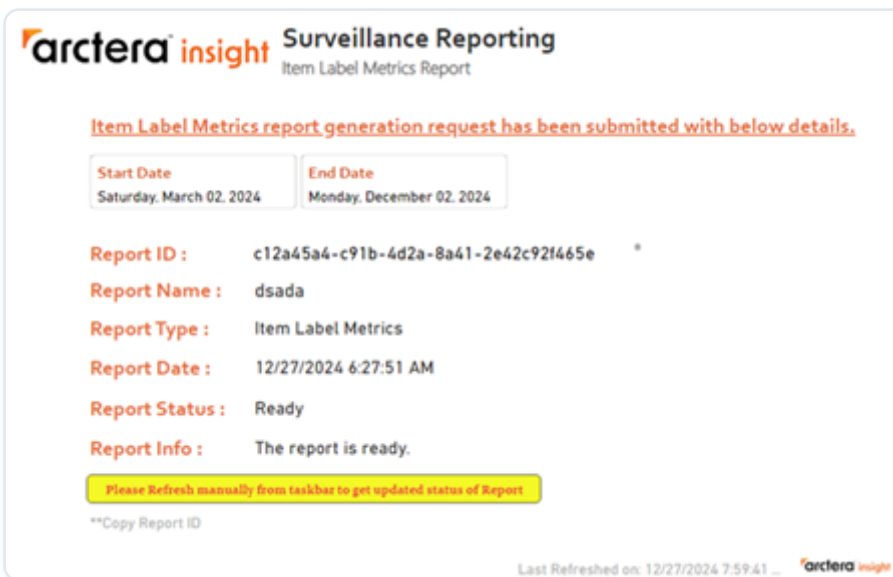 arctera insight Surveillance Reporting
Item Label Metrics Report
Item Label Metrics report generation request has been submitted with below details.
Start Date End Date
Saturday, March 02, 2024 Monday, December 02, 2024
Report ID : c12a45a4-c91b-4d2a-8a41-2e42c92f465e
Report Name : dsada
Report Type : Item Label Metrics
Report Date : 12/27/2024 6:27:51 AM
Report Status : Ready
Report Info : The report is ready.
Please Refresh manually from taskbar to get updated status of Report
**Copy Report ID
Last Refreshed on: 12/27/2024 7:59:41 ... arctera insight